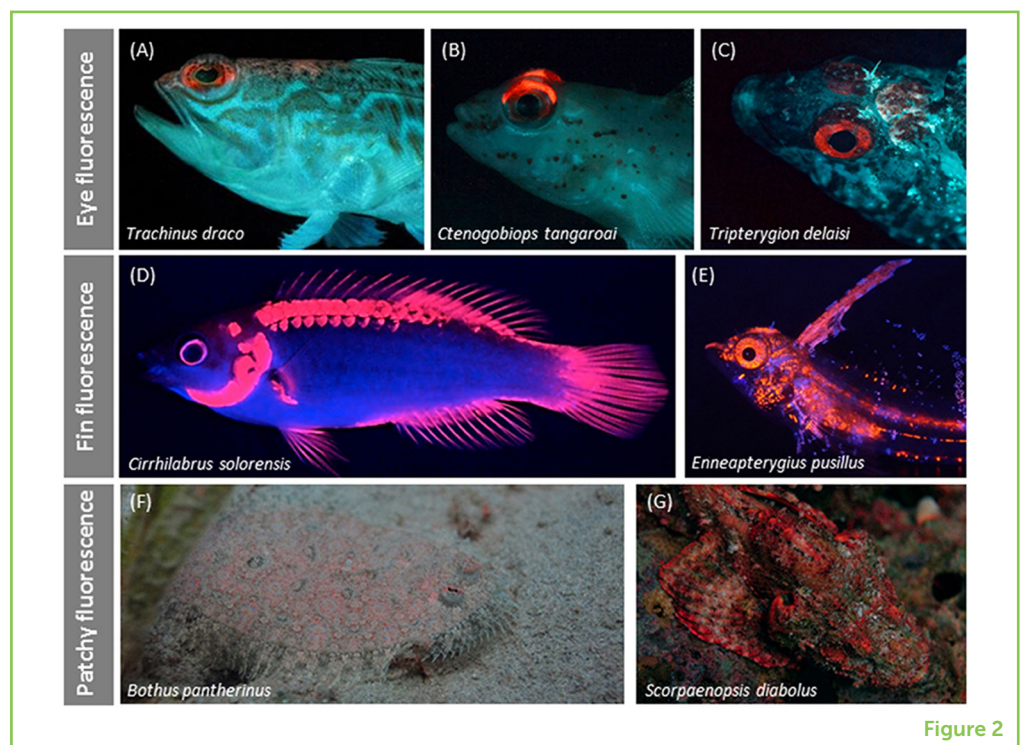 Eye fluorescence
(A)
Trachinus draco
(B)
Ctenogobiops tangaroai
(C)
Tripterygion delaisi
Fin fluorescence
(D)
Cirrhilabrus solorensis
(E)
Enneapterygius pusillus
Patchy fluorescence
(F)
Bothus pantherinus
(G)
Scorpaenopsis diabolus
Figure 2